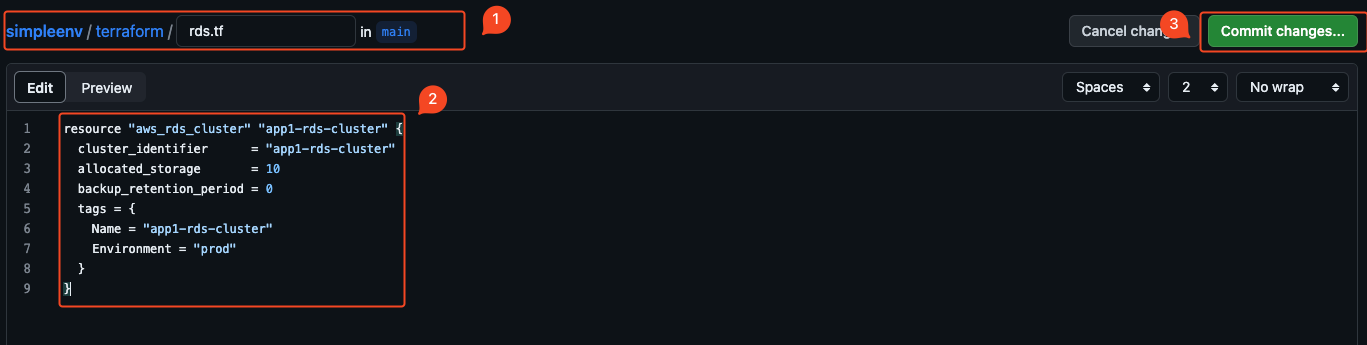 simpleenv / terraform / rds.tf in main 1 Cancel chang 3 Commit changes...
Edit Preview Spaces 2 No wrap
2
1 resource "aws_rds_cluster" "app1-rds-cluster" {
2 cluster_identifier = "app1-rds-cluster"
3 allocated_storage = 10
4 backup_retention_period = 0
5 tags = {
6 Name = "app1-rds-cluster"
7 Environment = "prod"
8 }
9 }